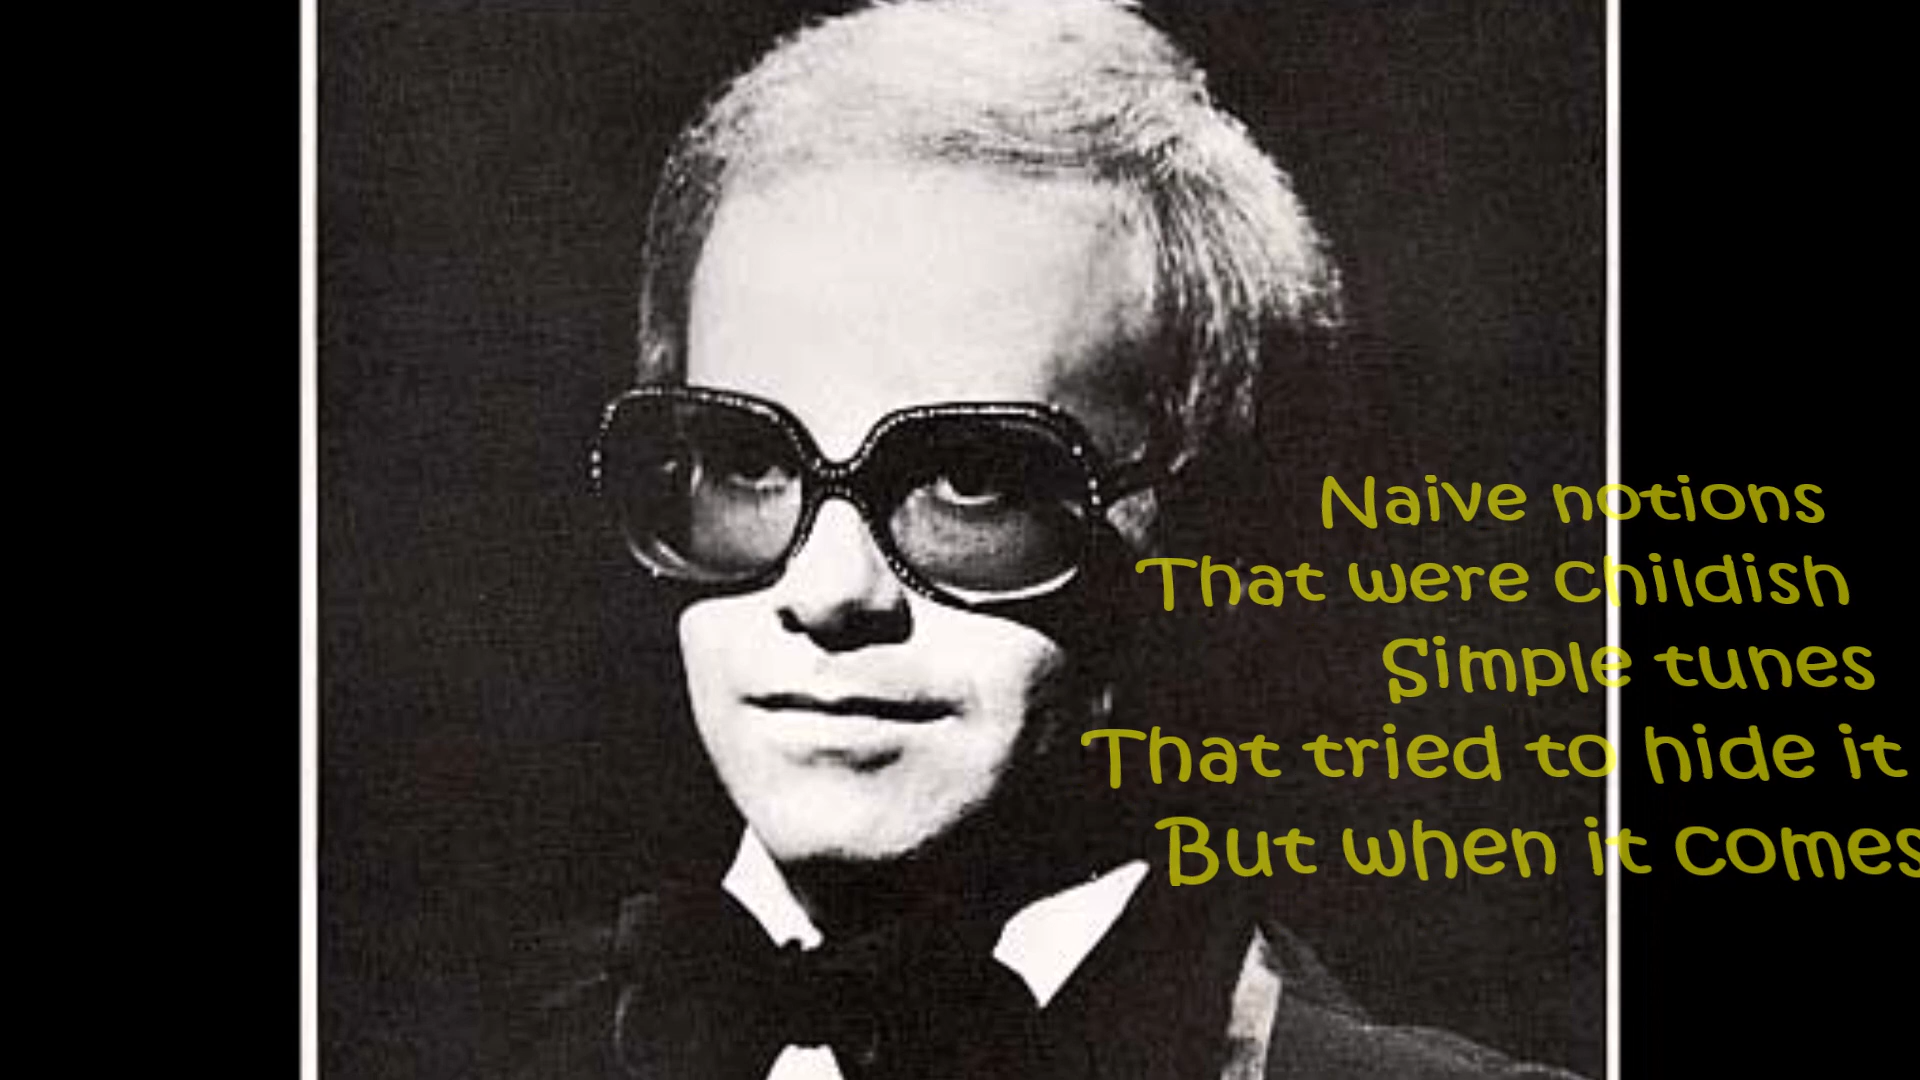 Naive notions
That were childish
Simple tunes
That tried to hide it
But when it comes